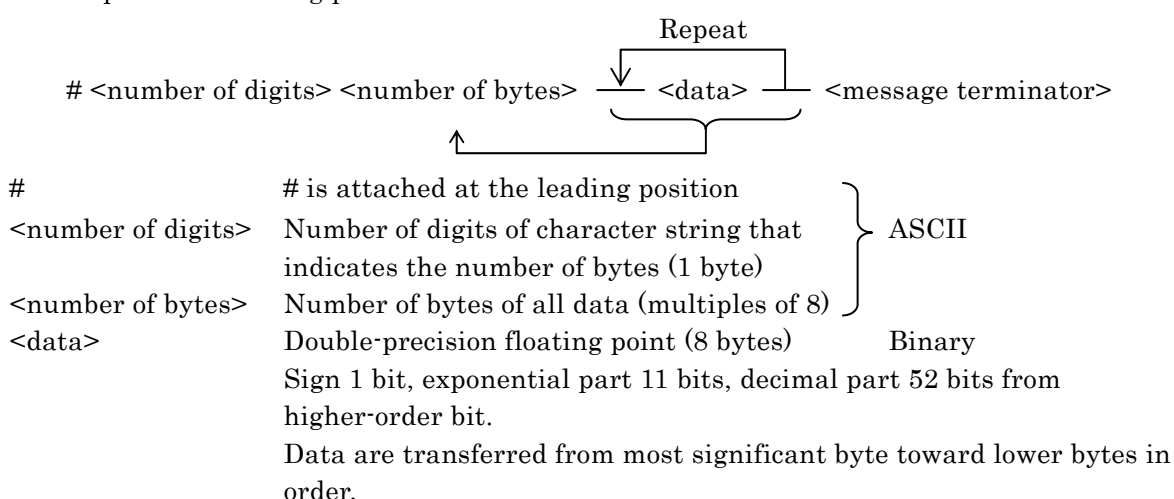 Repeat
# <number of digits> <number of bytes> <data> <message terminator>
# # is attached at the leading position
<number of digits> Number of digits of character string that ASCII
indicates the number of bytes (1 byte)
<number of bytes> Number of bytes of all data (multiples of 8)
<data> Double-precision floating point (8 bytes) Binary
Sign 1 bit, exponential part 11 bits, decimal part 52 bits from
higher-order bit.
Data are transferred from most significant byte toward lower bytes in
order.